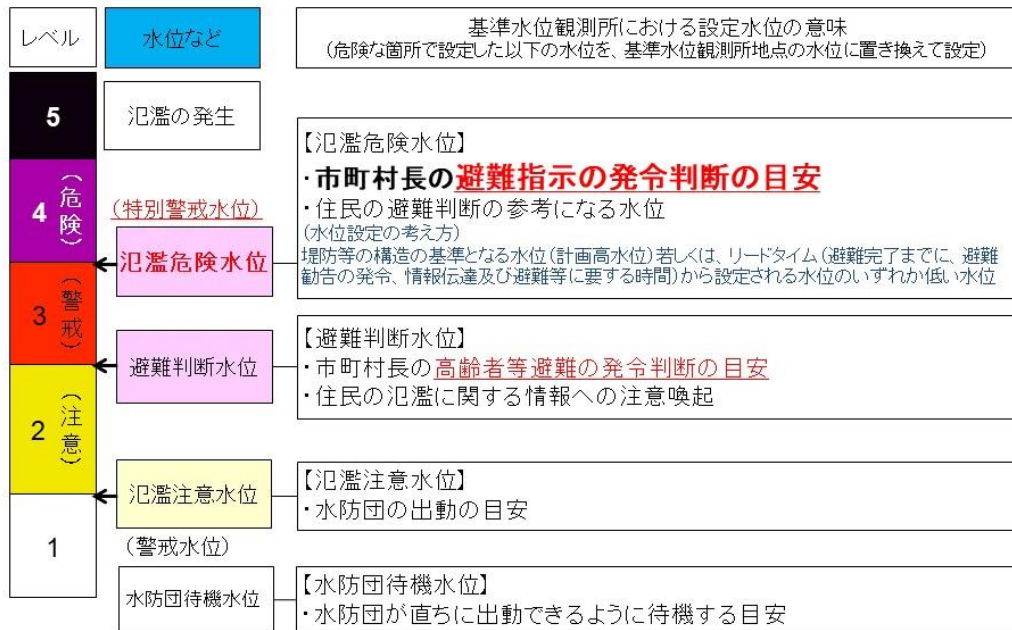 レベル
水位など
基準水位観測所における設定水位の意味
(危険な箇所で設定した以下の水位を、基準水位観測所地点の水位に置き換えて設定)
5
氾濫の発生
4
(危険)
(特別警戒水位)
氾濫危険水位
【氾濫危険水位】
・市町村長の避難指示の発令判断の目安
・住民の避難判断の参考になる水位
(水位設定の考え方)
堤防等の構造の基準となる水位(計画高水位)若しくは、リードタイム(避難完了までに、避難
勧告の発令、情報伝達及び避難等に要する時間)から設定される水位のいずれか低い水位
3
(警戒)
避難判断水位
【避難判断水位】
・市町村長の高齢者等避難の発令判断の目安
・住民の氾濫に関する情報への注意喚起
2
(注意)
氾濫注意水位
(警戒水位)
【氾濫注意水位】
・水防団の出動の目安
1
水防団待機水位
【水防団待機水位】
・水防団が直ちに出動できるように待機する目安